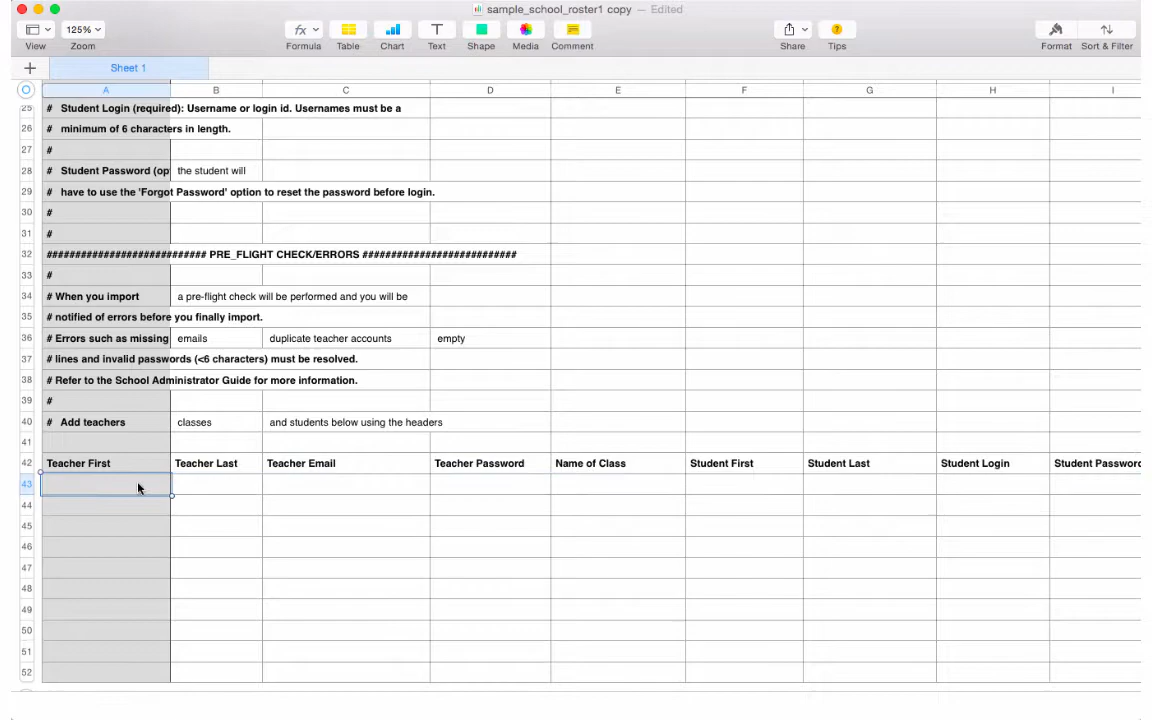 sample_school_roster1 copy — Edited
125%
View
Zoom
Formula
Table
Chart
Text
Shape
Media
Comment
Share
Tips
Format
Sort & Filter
Sheet 1
A B C D E F G H I
25 # Student Login (required): Username or login id. Usernames must be a
26 # minimum of 6 characters in length.
27 #
28 # Student Password (op the student will
29 # have to use the 'Forgot Password' option to reset the password before login.
30 #
31 #
32 ############################ PRE_FLIGHT CHECK/ERRORS ###########################
33 #
34 # When you import a pre-flight check will be performed and you will be
35 # notified of errors before you finally import.
36 # Errors such as missing emails duplicate teacher accounts empty
37 # lines and invalid passwords (<6 characters) must be resolved.
38 # Refer to the School Administrator Guide for more information.
39 #
40 # Add teachers classes and students below using the headers
41
42 Teacher First Teacher Last Teacher Email Teacher Password Name of Class Student First Student Last Student Login Student Password
43
44
45
46
47
48
49
50
51
52